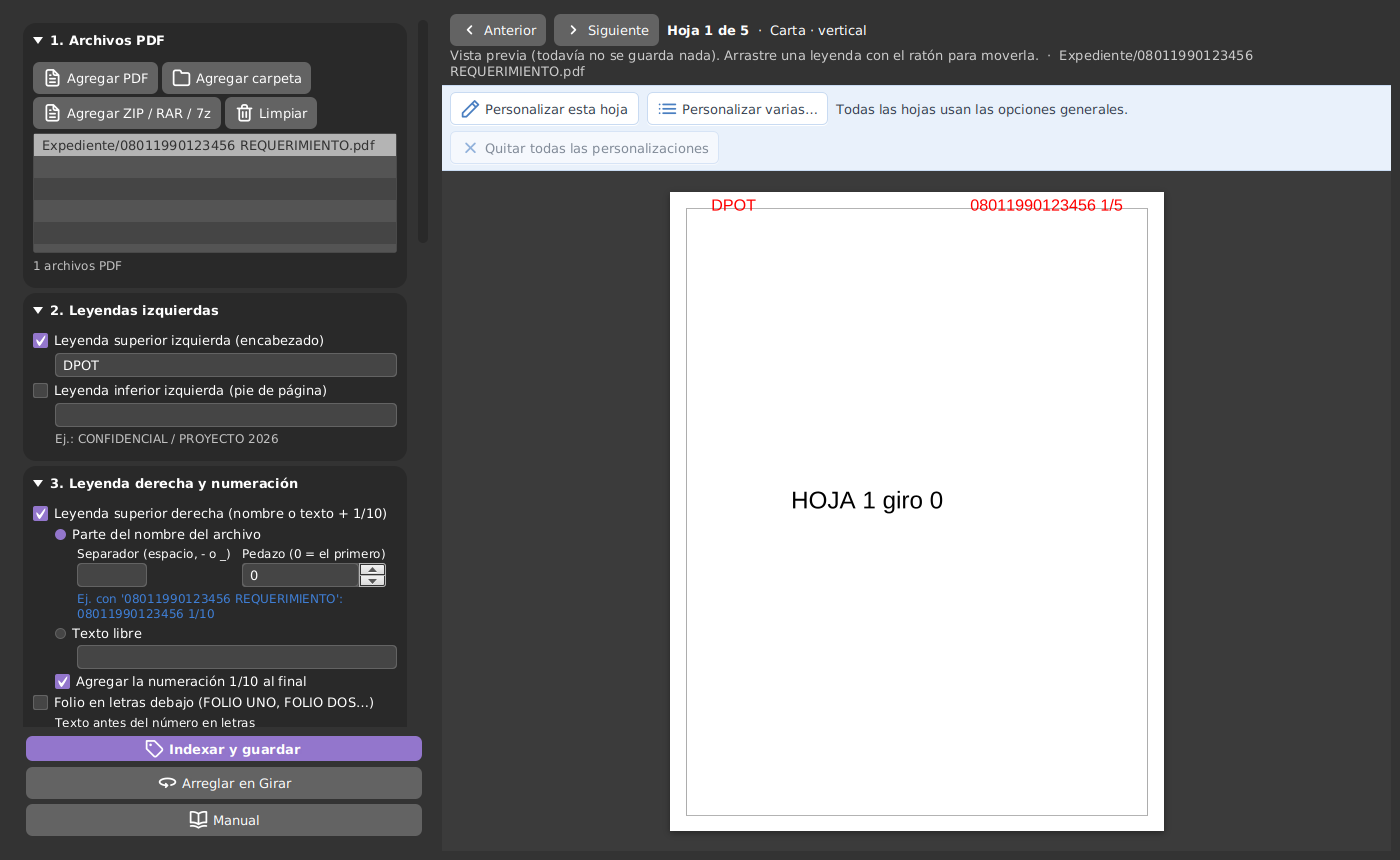 1. Archivos PDF
Agregar PDF
Agregar carpeta
Agregar ZIP / RAR / 7z
Limpiar
Expediente/08011990123456 REQUERIMIENTO.pdf
1 archivos PDF
2. Leyendas izquierdas
Leyenda superior izquierda (encabezado)
DPOT
Leyenda inferior izquierda (pie de página)
Ej.: CONFIDENCIAL / PROYECTO 2026
3. Leyenda derecha y numeración
Leyenda superior derecha (nombre o texto + 1/10)
Parte del nombre del archivo
Separador (espacio, - o _) Pedazo (0 = el primero)
0
Ej. con '08011990123456 REQUERIMIENTO':
08011990123456 1/10
Texto libre
Agregar la numeración 1/10 al final
Folio en letras debajo (FOLIO UNO, FOLIO DOS...)
Texto antes del número en letras
Indexar y guardar
Arreglar en Girar
Manual
Anterior
Siguiente
Hoja 1 de 5 · Carta · vertical
Vista previa (todavía no se guarda nada). Arrastre una leyenda con el ratón para moverla. · Expediente/08011990123456
REQUERIMIENTO.pdf
Personalizar esta hoja
Personalizar varias...
Todas las hojas usan las opciones generales.
Quitar todas las personalizaciones
DPOT
08011990123456 1/5
HOJA 1 giro 0